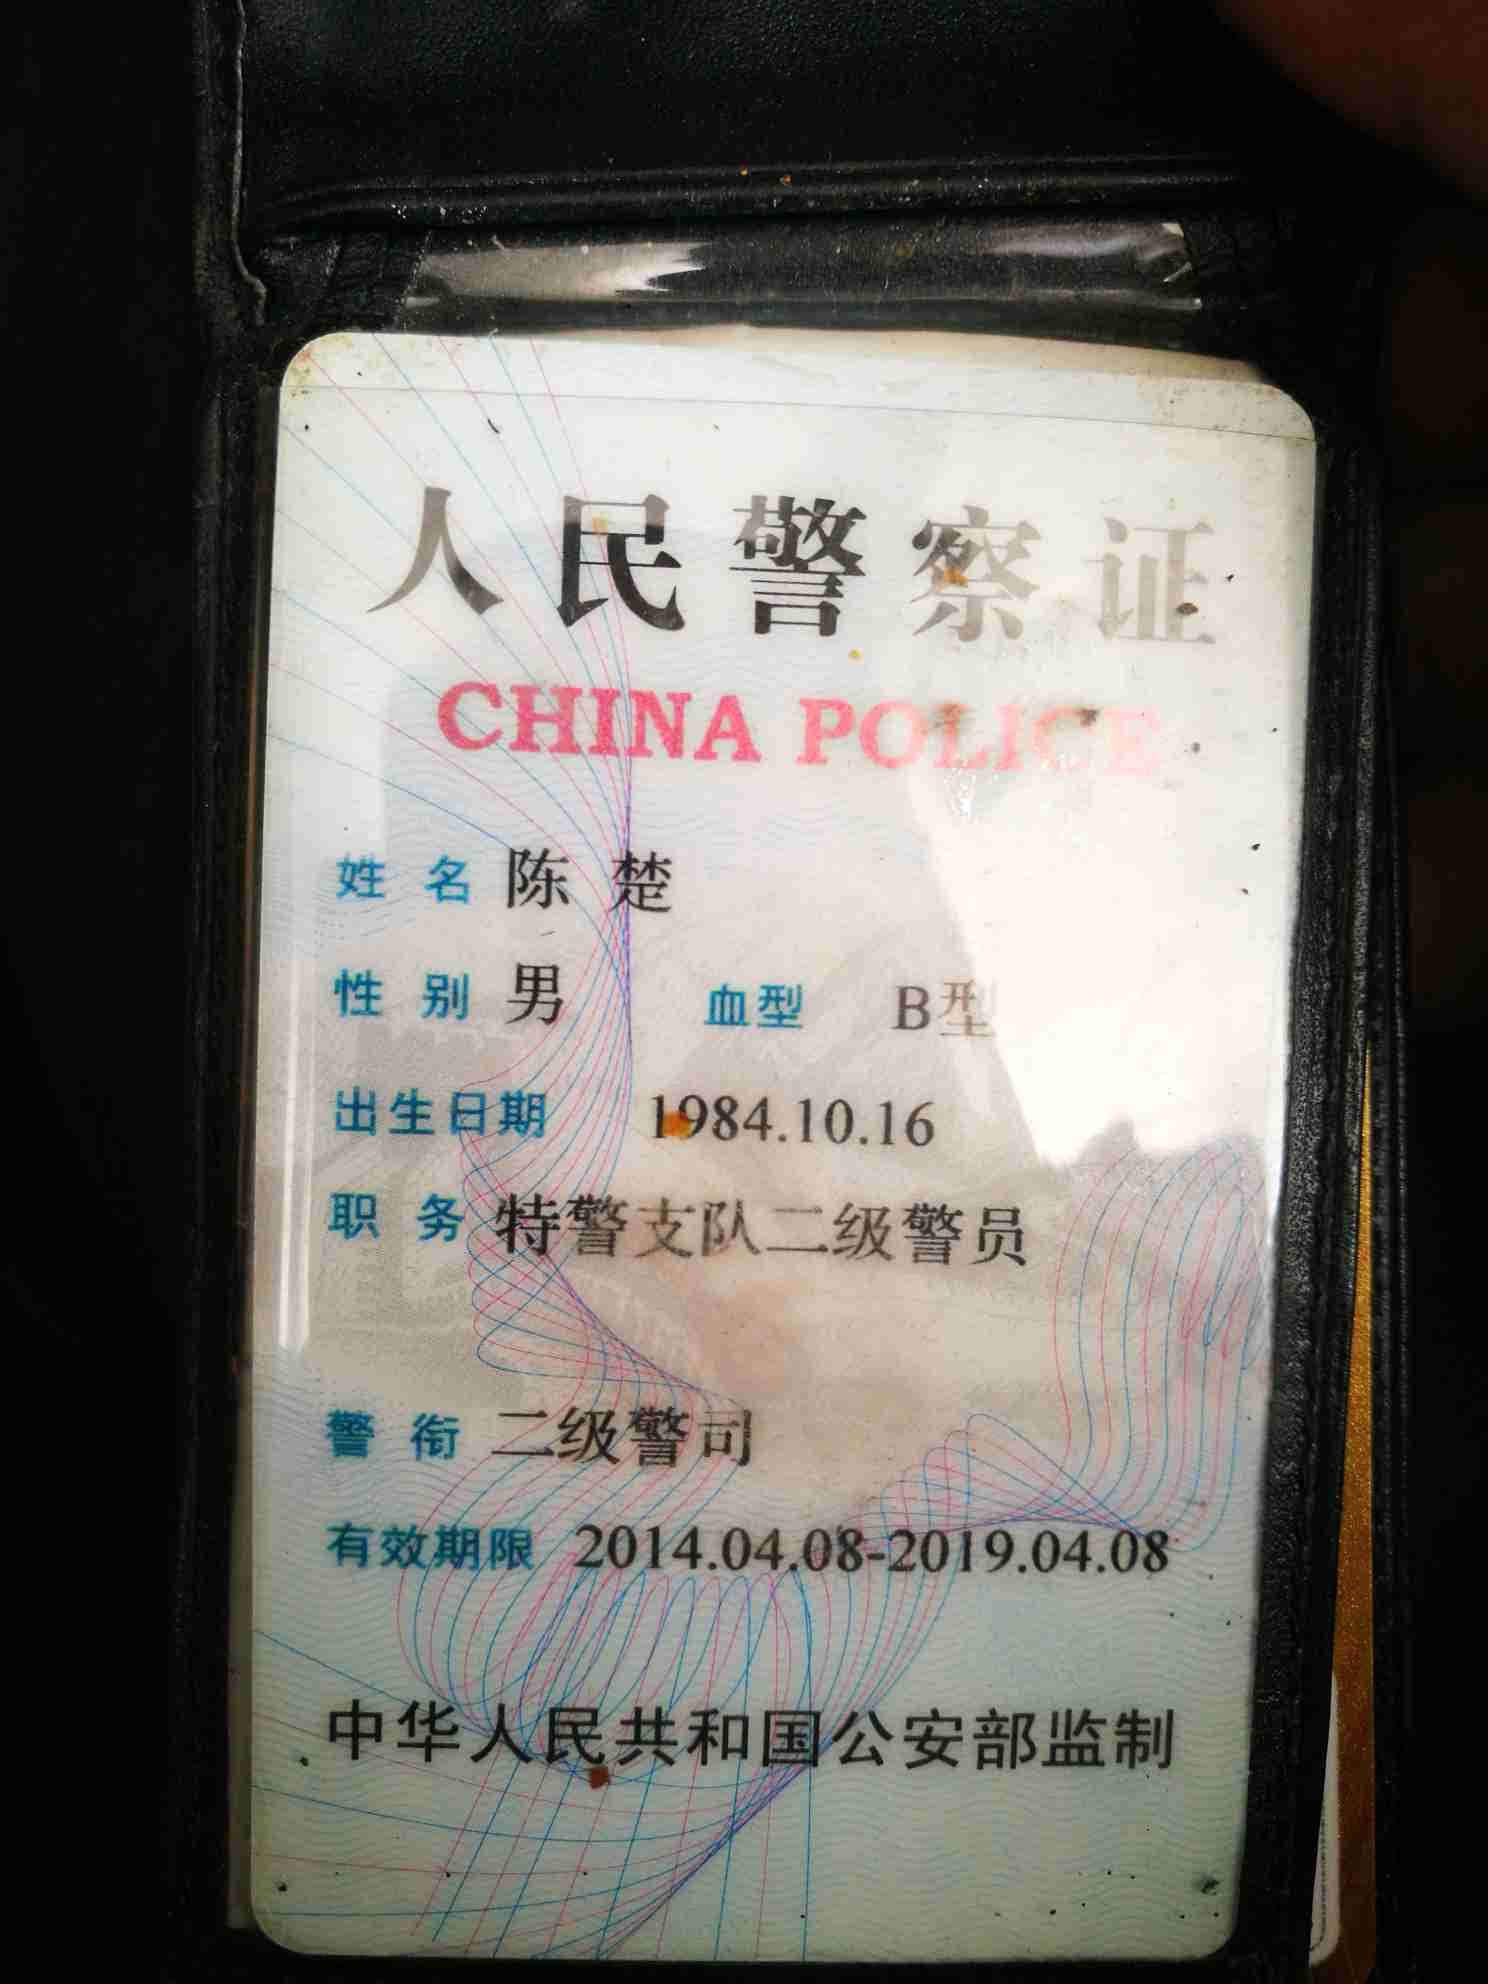 人民警察证
CHINA POLICE
姓 名 陈 楚
性 别 男 血型 B型
出生日期 1984.10.16
职 务 特警支队二级警员
警 衔 二级警司
有效期限 2014.04.08-2019.04.08
中华人民共和国公安部监制